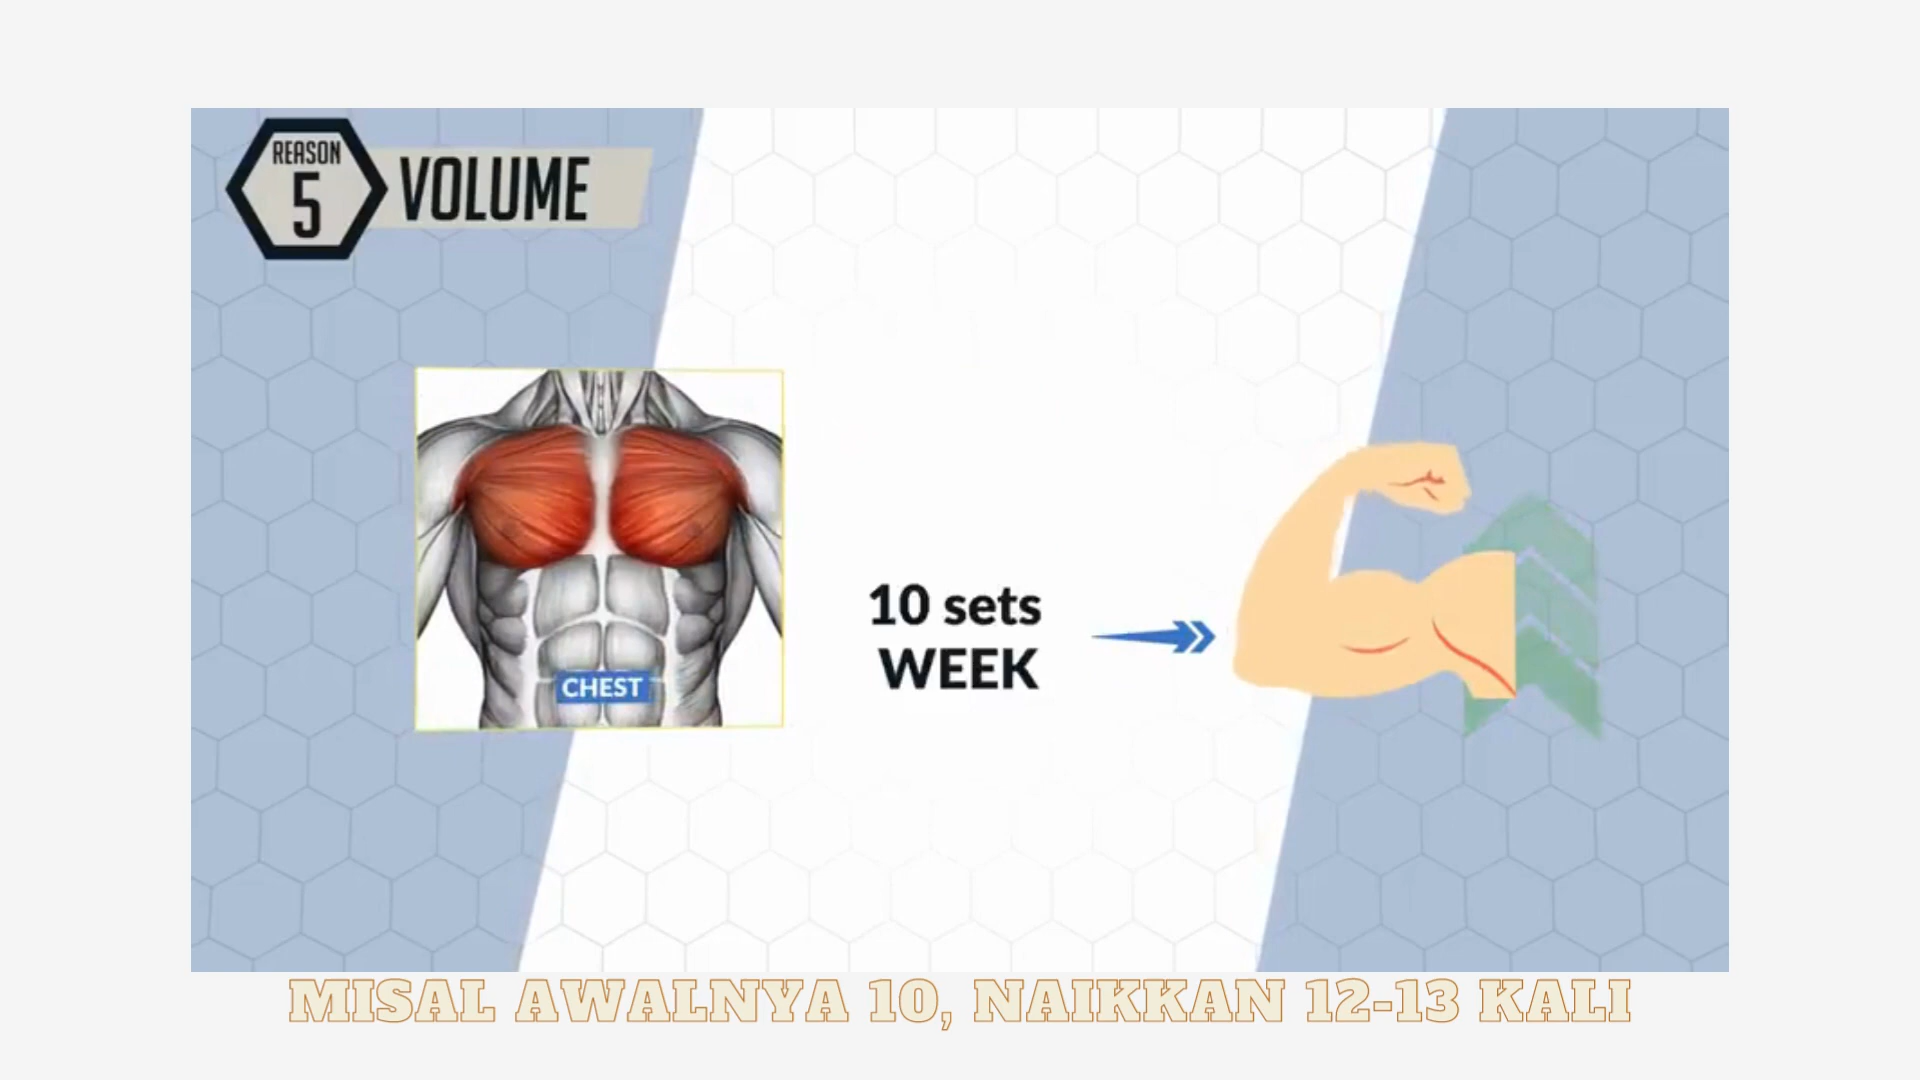 REASON
5
VOLUME
CHEST
10 sets
WEEK
MISAL AWALNYA 10, NAIKKAN 12-13 KALI